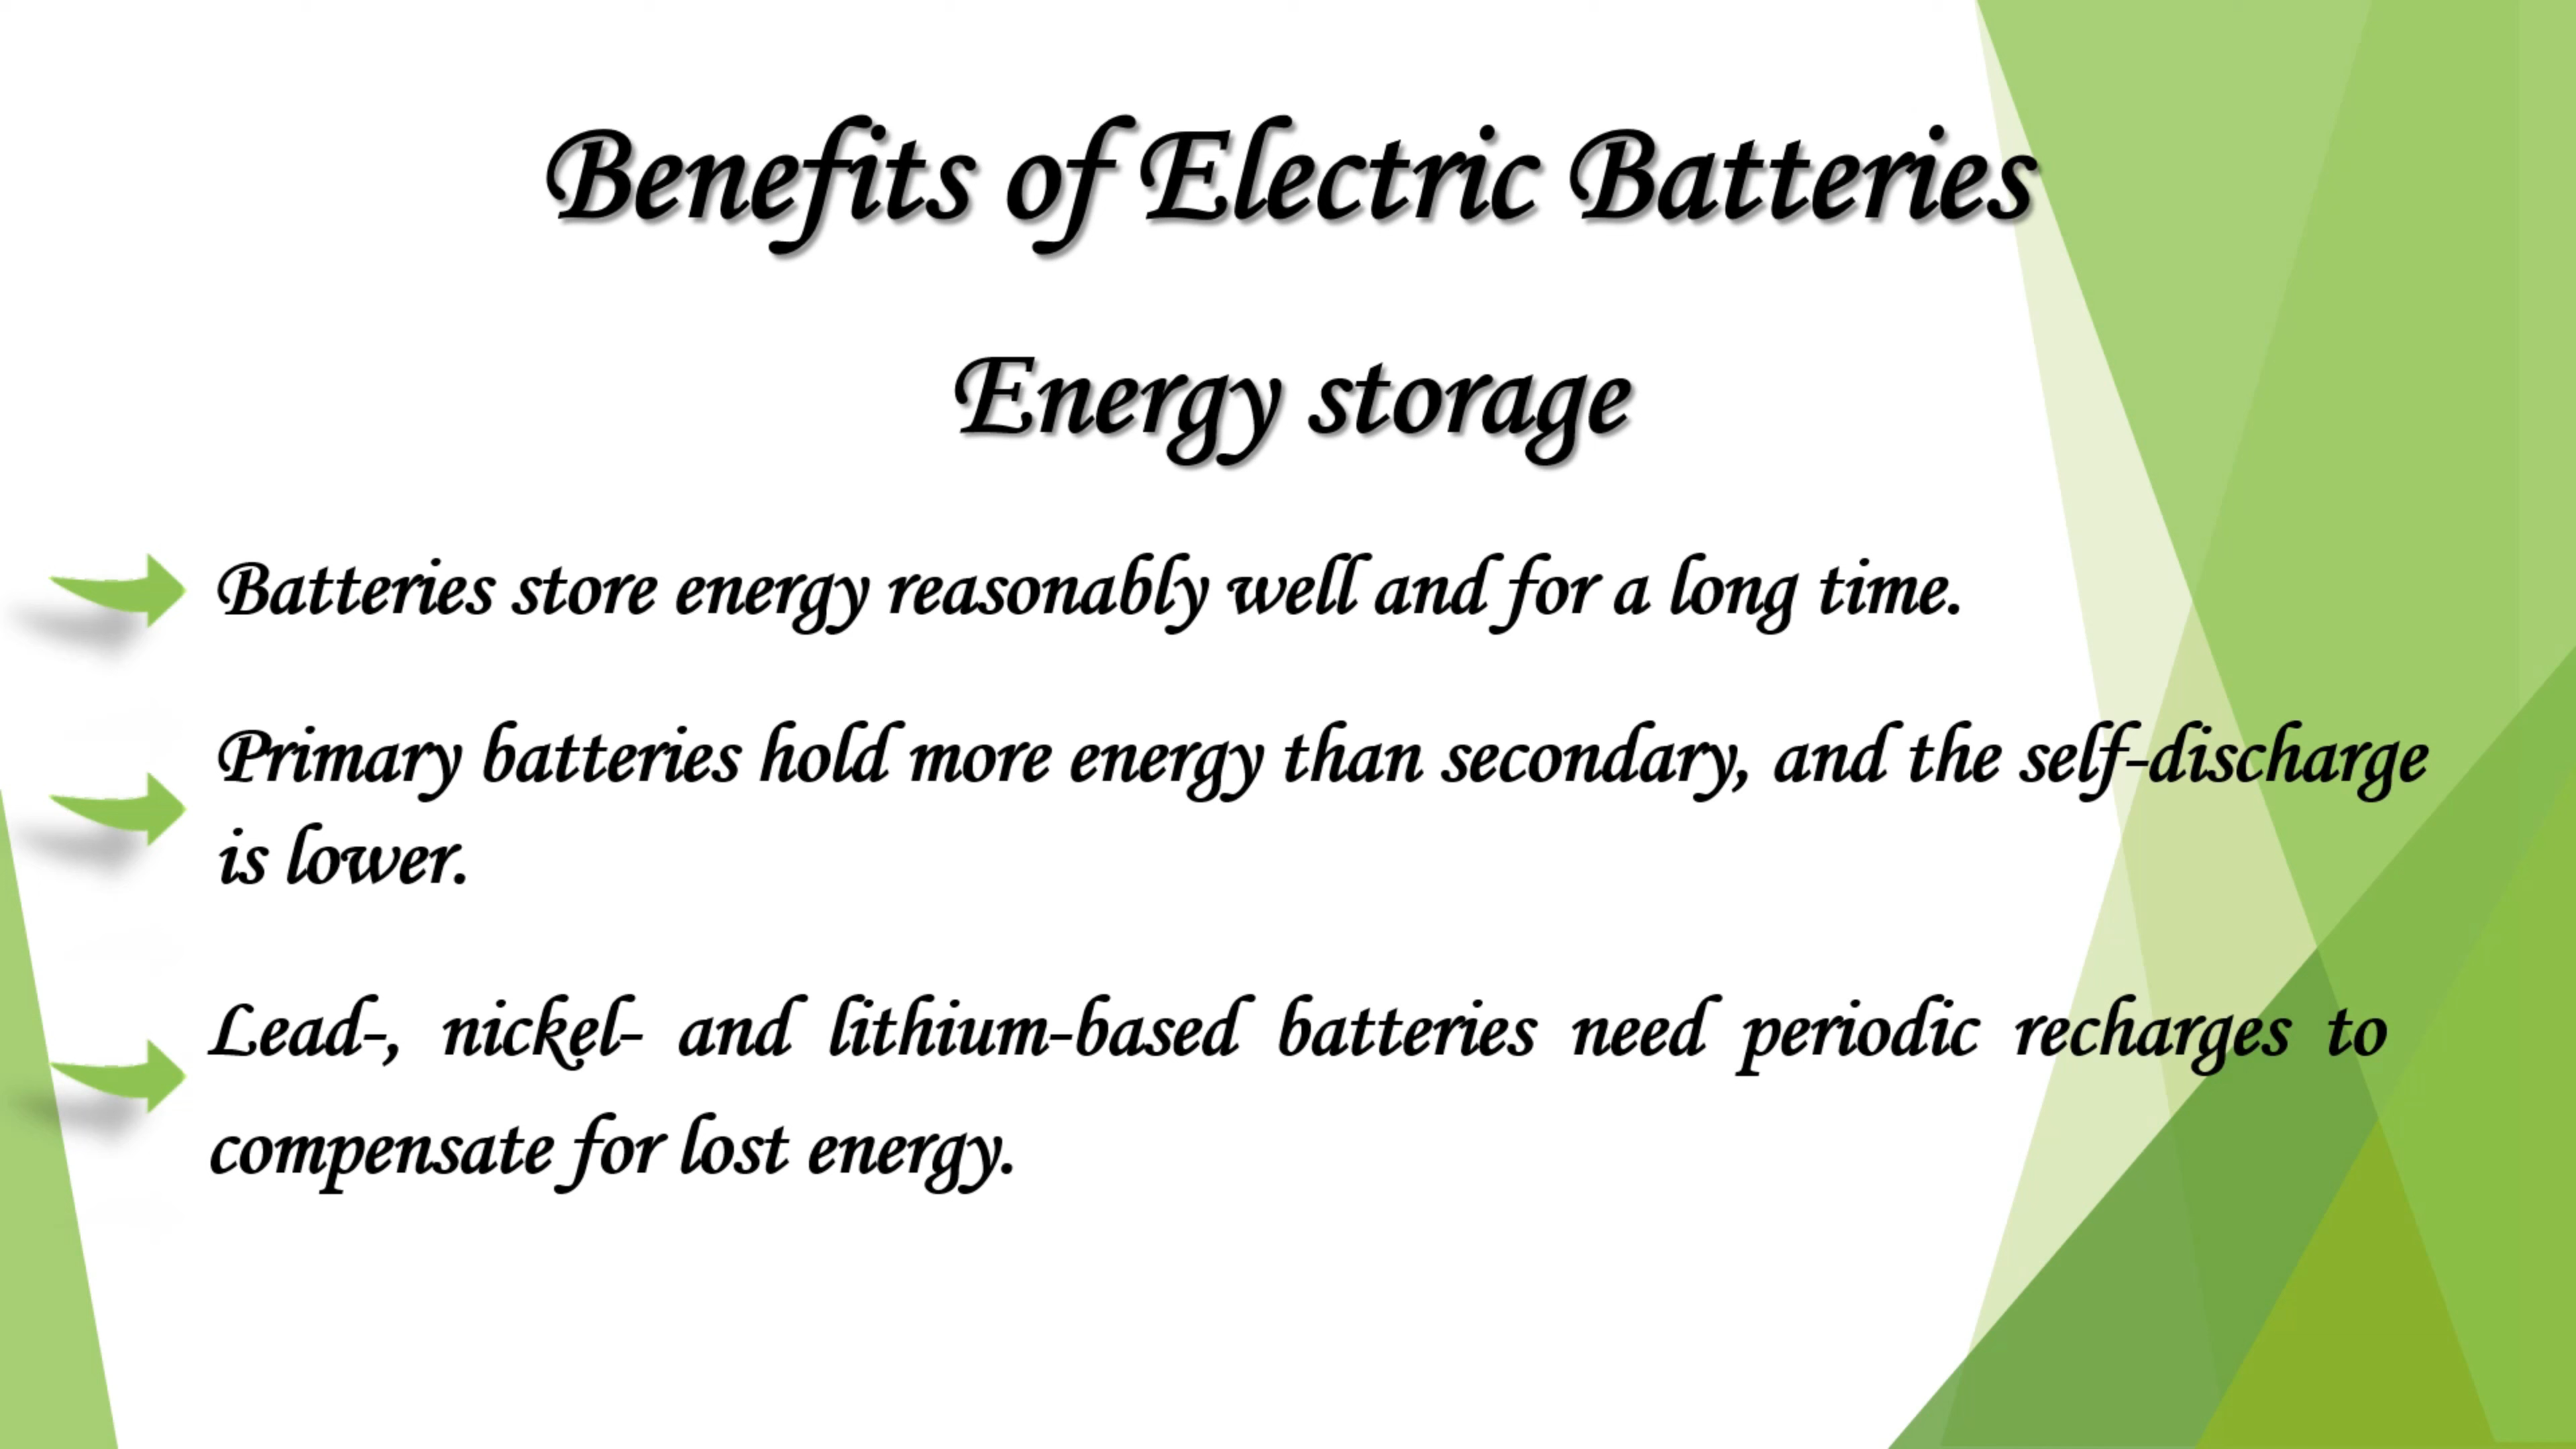 Benefits of Electric Batteries
Energy storage
Batteries store energy reasonably well and for a long time.
Primary batteries hold more energy than secondary, and the self-discharge
is lower.
Lead-, nickel- and lithium-based batteries need periodic recharges to
compensate for lost energy.